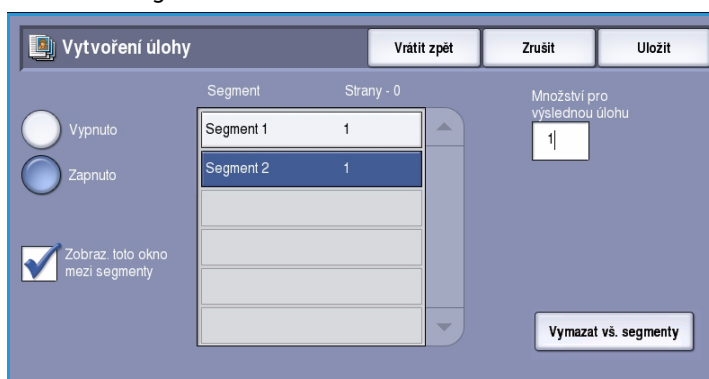 Vytvoření úlohy
Vrátit zpět
Zrušit
Uložit
Segment
Strany - 0
Vypnuto
Zapnuto
Segment 1 1
Segment 2 1
Množství pro
výslednou úlohu
1
Zobraz. toto okno
mezi segmenty
Vymazat vš. segmenty